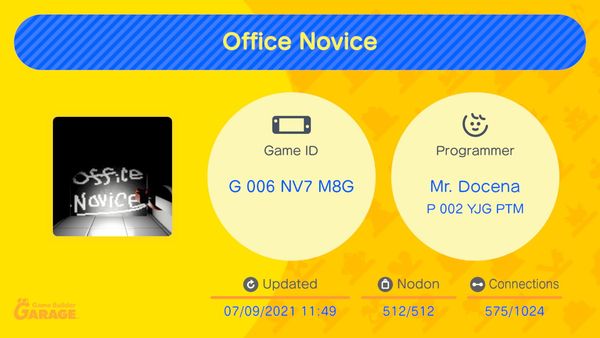 Office Novice
Office
Novice
Game ID
G 006 NV7 M8G
Programmer
Mr. Docena
P 002 YJG PTM
Updated
07/09/2021 11:49
Nodon
512/512
Connections
575/1024
Game Builder
GARAGE